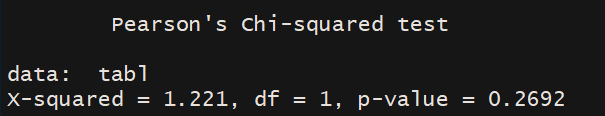 Pearson's Chi-squared test
data:  tabl
X-squared = 1.221, df = 1, p-value = 0.2692